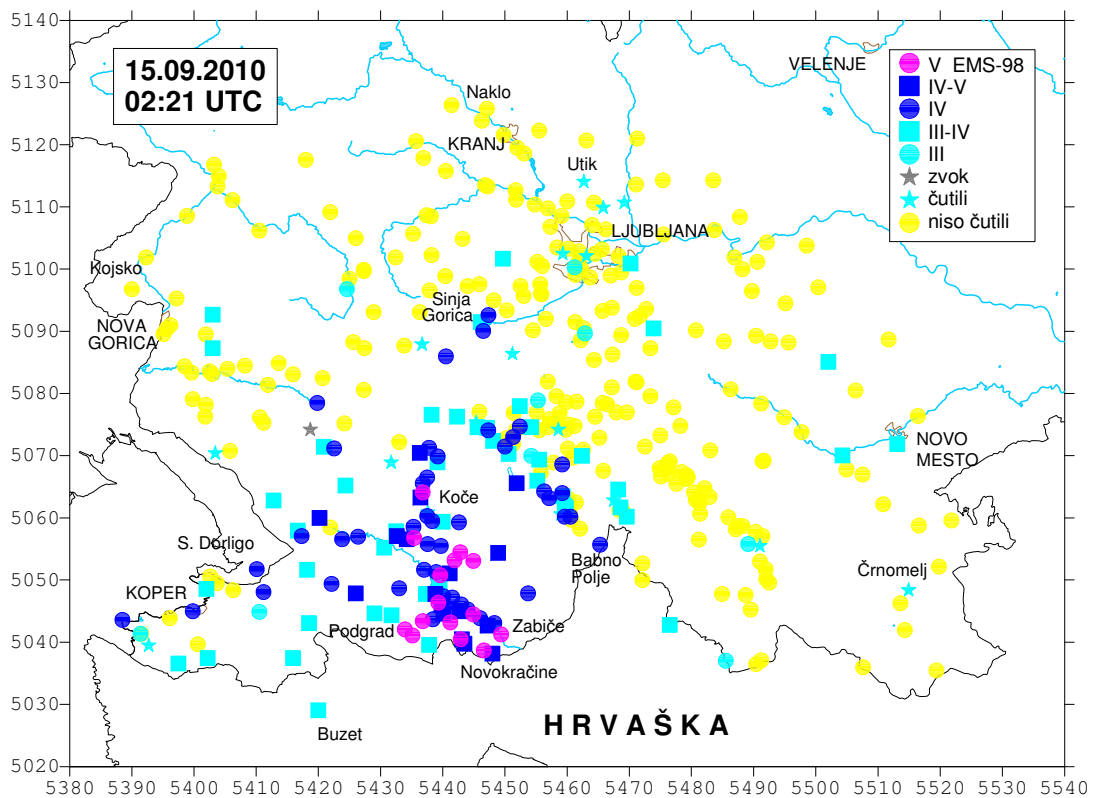 5140
5130
5120
5110
5100
5090
5080
5070
5060
5050
5040
5030
5020
15.09.2010
02:21 UTC
VELENJE
V EMS-98
IV-V
IV
III-IV
III
zvok
čutili
niso čutili
Naklo
KRANJ
Utik
LJUBLJANA
Kojsko
Sinja
Gorica
NOVA
GORICA
NOVO
MESTO
Koče
S. Dorligo
Babno
Polje
Črnomelj
KOPER
Podgrad
Zabiče
Novokračine
Buzet
HRVAŠKA
5380 5390 5400 5410 5420 5430 5440 5450 5460 5470 5480 5490 5500 5510 5520 5530 5540